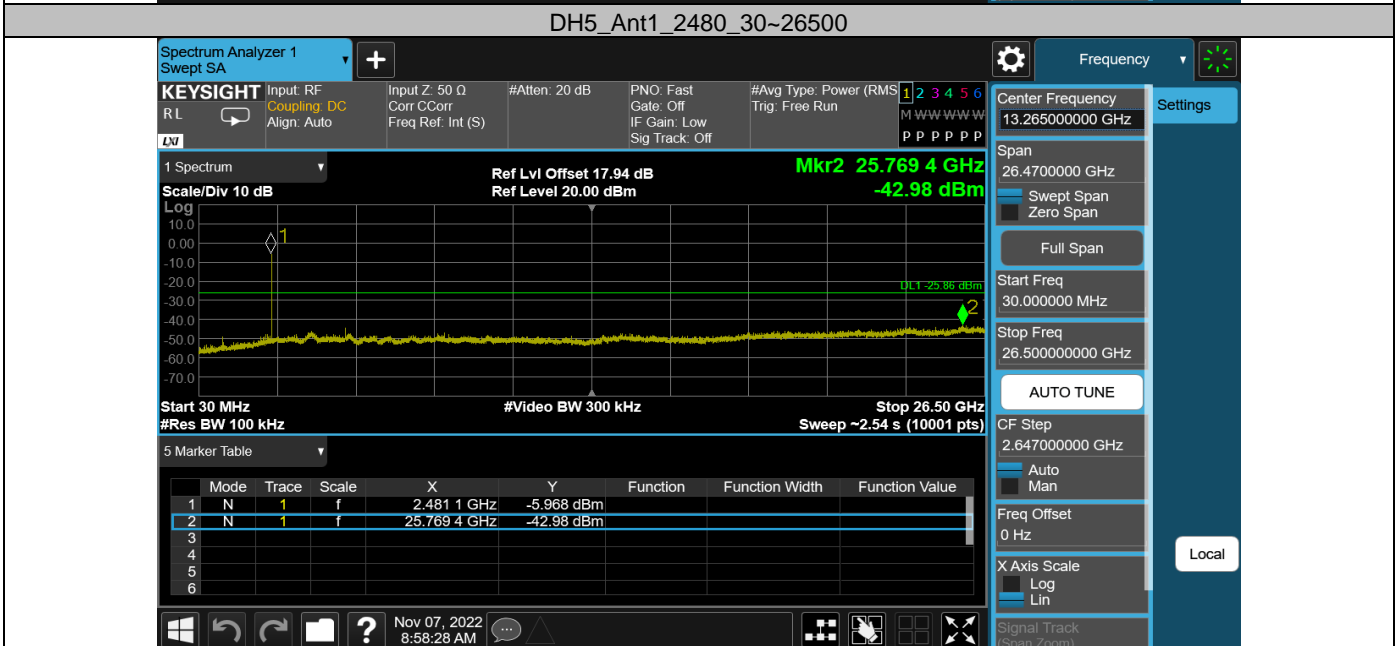 DH5_Ant1_2480_30~26500
Spectrum Analyzer 1
Swept SA
+
Frequency
KEYSIGHT
RL
LXI
Input: RF
Coupling: DC
Align: Auto
Input Z: 50 Ω
Corr CCorr
Freq Ref: Int (S)
#Atten: 20 dB
PNO: Fast
Gate: Off
IF Gain: Low
Sig Track: Off
#Avg Type: Power (RMS
Trig: Free Run
1 2 3 4 5 6
M W W W W W
P P P P P P
1 Spectrum
Scale/Div 10 dB
Ref Lvl Offset 17.94 dB
Ref Level 20.00 dBm
Mkr2 25.769 4 GHz
-42.98 dBm
Log
10.0
0.00
-10.0
-20.0
-30.0
-40.0
-50.0
-60.0
-70.0
1
DL1 -25.86 dBm
2
Start 30 MHz
#Video BW 300 kHz
Stop 26.50 GHz
#Res BW 100 kHz
Sweep ~2.54 s (10001 pts)
5 Marker Table
Mode Trace Scale X Y Function Function Width Function Value
1 N 1 f 2.481 1 GHz -5.968 dBm
2 N 1 f 25.769 4 GHz -42.98 dBm
3
4
5
6
?
Nov 07, 2022
8:58:28 AM
Center Frequency
13.265000000 GHz
Settings
Span
26.4700000 GHz
Swept Span
Zero Span
Full Span
Start Freq
30.000000 MHz
Stop Freq
26.500000000 GHz
AUTO TUNE
CF Step
2.647000000 GHz
Auto
Man
Freq Offset
0 Hz
Local
X Axis Scale
Log
Lin
Signal Track
(Span Zoom)